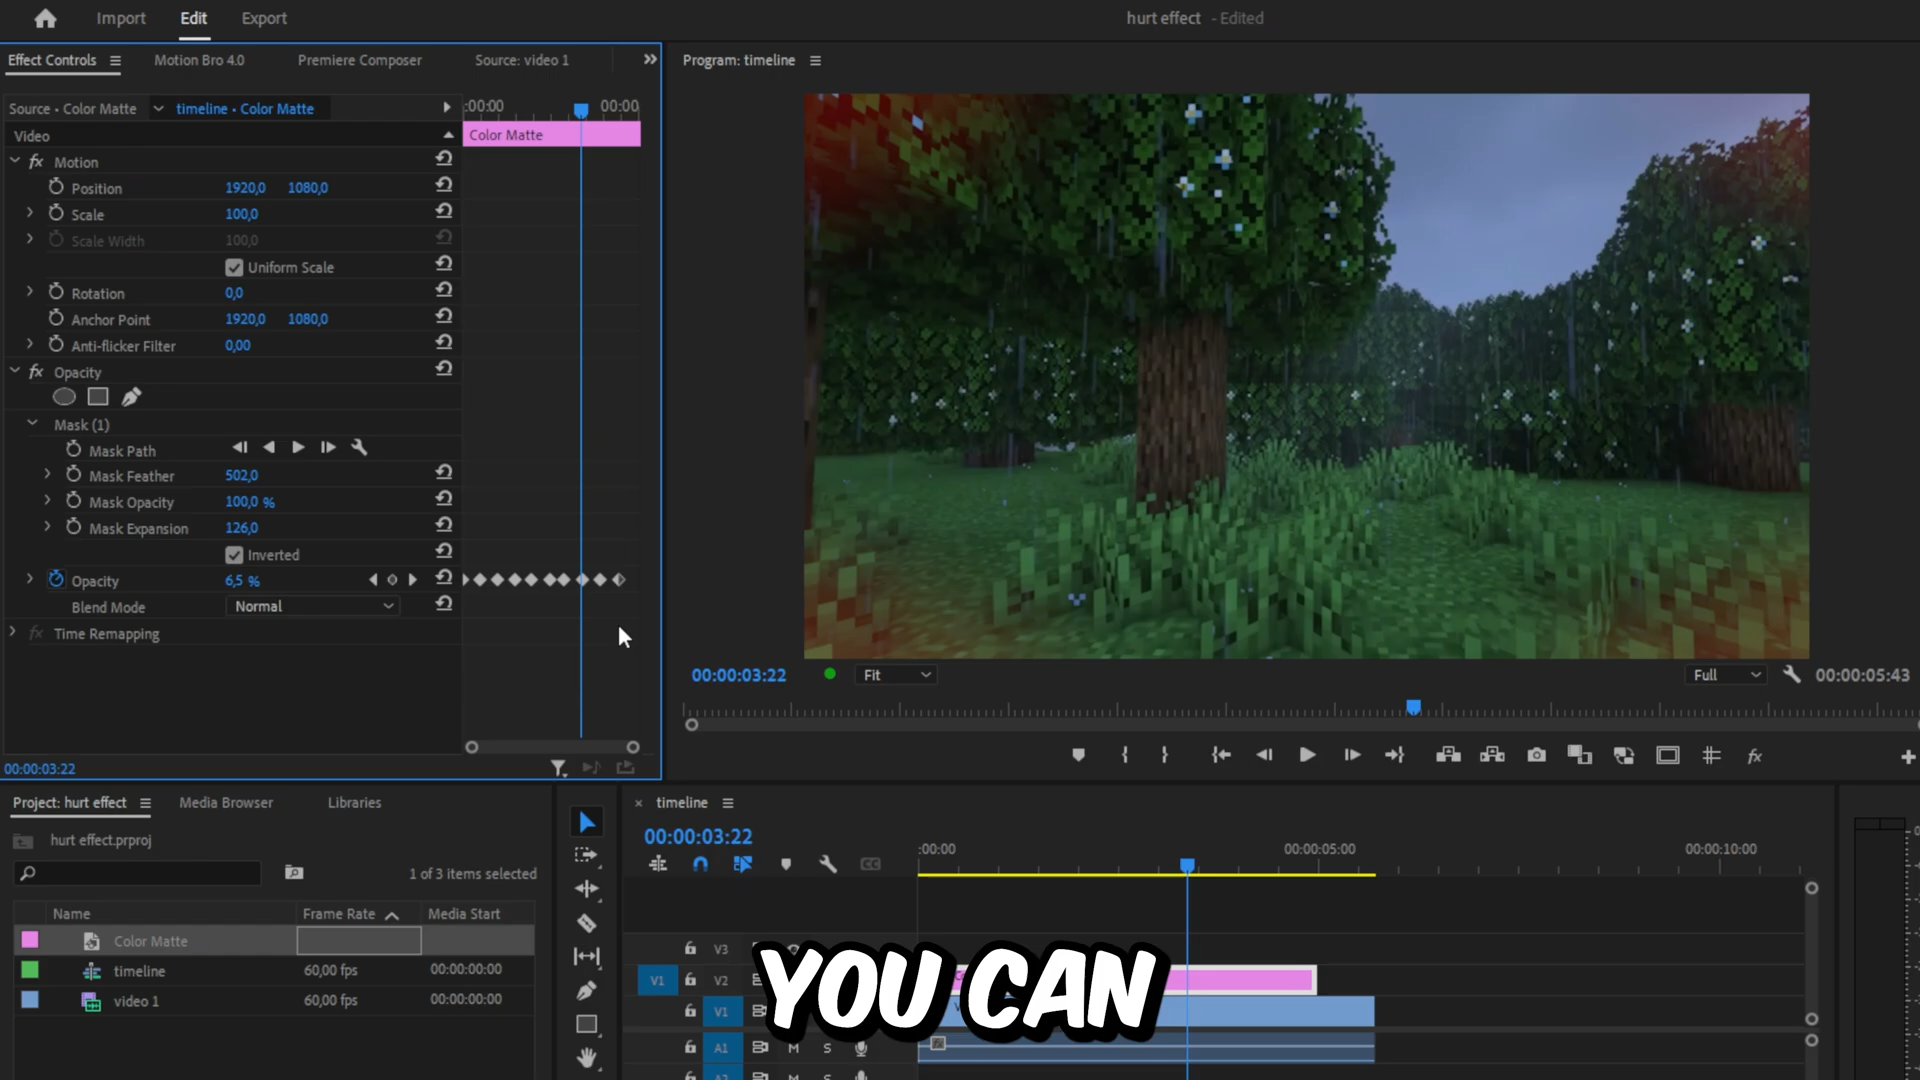 Import Edit Export hurt effect - Edited
Effect Controls Motion Bro 4.0 Premiere Composer Source: video 1
Program: timeline
Source • Color Matte timeline • Color Matte
:00:00 00:00
Video
Color Matte
fx Motion
Position 1920,0 1080,0
Scale 100,0
Scale Width 100,0
Uniform Scale
Rotation 0,0
Anchor Point 1920,0 1080,0
Anti-flicker Filter 0,00
fx Opacity
Mask (1)
Mask Path
Mask Feather 502,0
Mask Opacity 100,0 %
Mask Expansion 126,0
Inverted
Opacity 6,5 %
Blend Mode Normal
fx Time Remapping
00:00:03:22 Fit Full 00:00:05:43
fx
00:00:03:22
Project: hurt effect Media Browser Libraries
hurt effect.prproj
1 of 3 items selected
Name Frame Rate Media Start
Color Matte
timeline 60,00 fps 00:00:00:00
video 1 60,00 fps 00:00:00:00
× timeline
00:00:03:22
:00:00 00:00:05:00 00:00:10:00
V3
V1 V2
V1
A1 M S
fx
YOU CAN